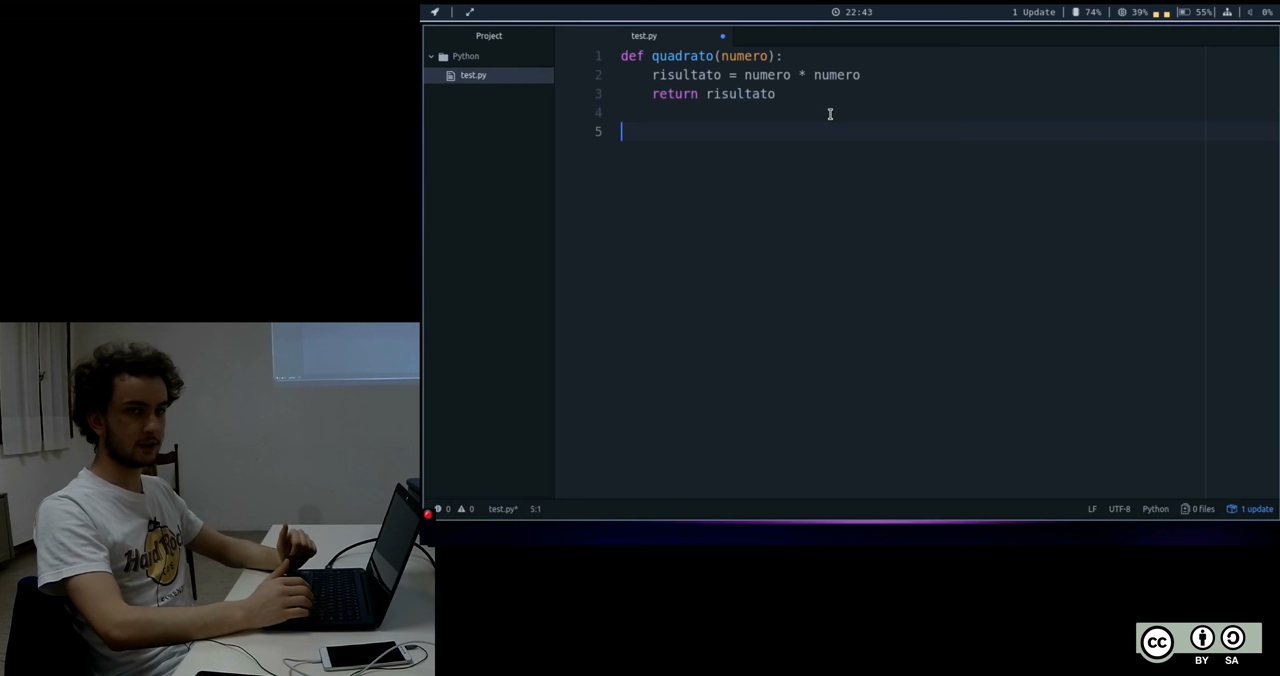 22:43
1 Update
74%
39%
55%
0%
Project
test.py
Python
test.py
1 def quadrato(numero):
2 risultato = numero * numero
3 return risultato
4
5
0 0 test.py* 5:1
LF UTF-8 Python 0 files 1 update
Hard Rock
cc
BY SA